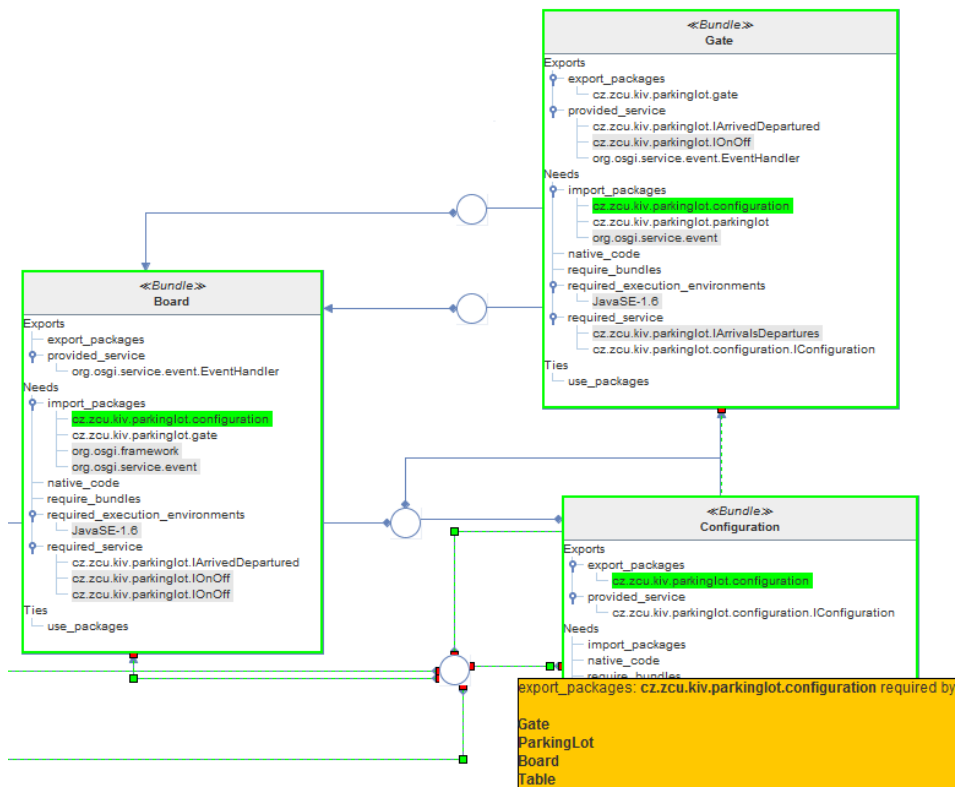 ≪Bundle≫
Gate
Exports
export_packages
cz.zcu.kiv.parkinglot.gate
provided_service
cz.zcu.kiv.parkinglot.IArrivedDepartured
cz.zcu.kiv.parkinglot.IOnOff
org.osgi.service.event.EventHandler
Needs
import_packages
cz.zcu.kiv.parkinglot.configuration
cz.zcu.kiv.parkinglot.parkinglot
org.osgi.service.event
native_code
require_bundles
required_execution_environments
JavaSE-1.6
required_service
cz.zcu.kiv.parkinglot.IArrivalsDepartures
cz.zcu.kiv.parkinglot.configuration.IConfiguration
Ties
use_packages
≪Bundle≫
Board
Exports
export_packages
provided_service
org.osgi.service.event.EventHandler
Needs
import_packages
cz.zcu.kiv.parkinglot.configuration
cz.zcu.kiv.parkinglot.gate
org.osgi.framework
org.osgi.service.event
native_code
require_bundles
required_execution_environments
JavaSE-1.6
required_service
cz.zcu.kiv.parkinglot.IArrivedDepartured
cz.zcu.kiv.parkinglot.IOnOff
cz.zcu.kiv.parkinglot.IOnOff
Ties
use_packages
≪Bundle≫
Configuration
Exports
export_packages
cz.zcu.kiv.parkinglot.configuration
provided_service
cz.zcu.kiv.parkinglot.configuration.IConfiguration
Needs
import_packages
native_code
require_bundles
export_packages: cz.zcu.kiv.parkinglot.configuration required by
Gate
ParkingLot
Board
Table